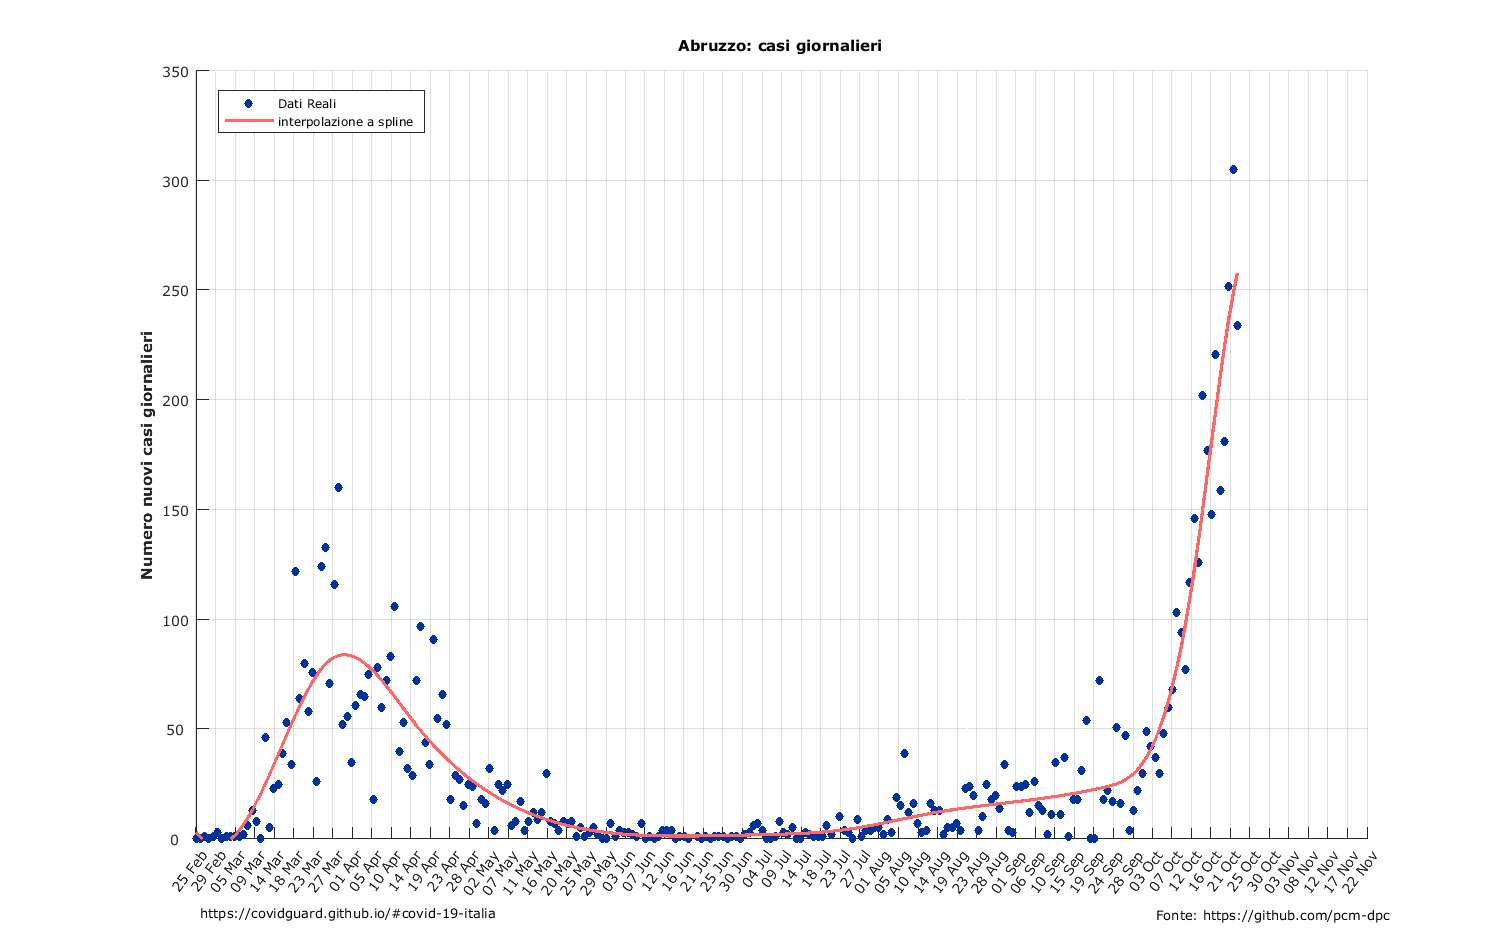 Abruzzo: casi giornalieri
Dati Reali
interpolazione a spline
Numero nuovi casi giornalieri
350
300
250
200
150
100
50
0
25 Feb
29 Feb
05 Mar
09 Mar
14 Mar
18 Mar
23 Mar
27 Mar
01 Apr
05 Apr
10 Apr
14 Apr
19 Apr
23 Apr
28 Apr
02 May
07 May
11 May
16 May
20 May
25 May
29 May
03 Jun
07 Jun
12 Jun
16 Jun
21 Jun
25 Jun
30 Jun
04 Jul
09 Jul
14 Jul
18 Jul
23 Jul
27 Jul
01 Aug
05 Aug
10 Aug
14 Aug
19 Aug
23 Aug
28 Aug
01 Sep
06 Sep
10 Sep
15 Sep
19 Sep
24 Sep
28 Sep
03 Oct
07 Oct
12 Oct
16 Oct
21 Oct
25 Oct
30 Oct
03 Nov
08 Nov
12 Nov
17 Nov
22 Nov
https://covidguard.github.io/#covid-19-italia
Fonte: https://github.com/pcm-dpc